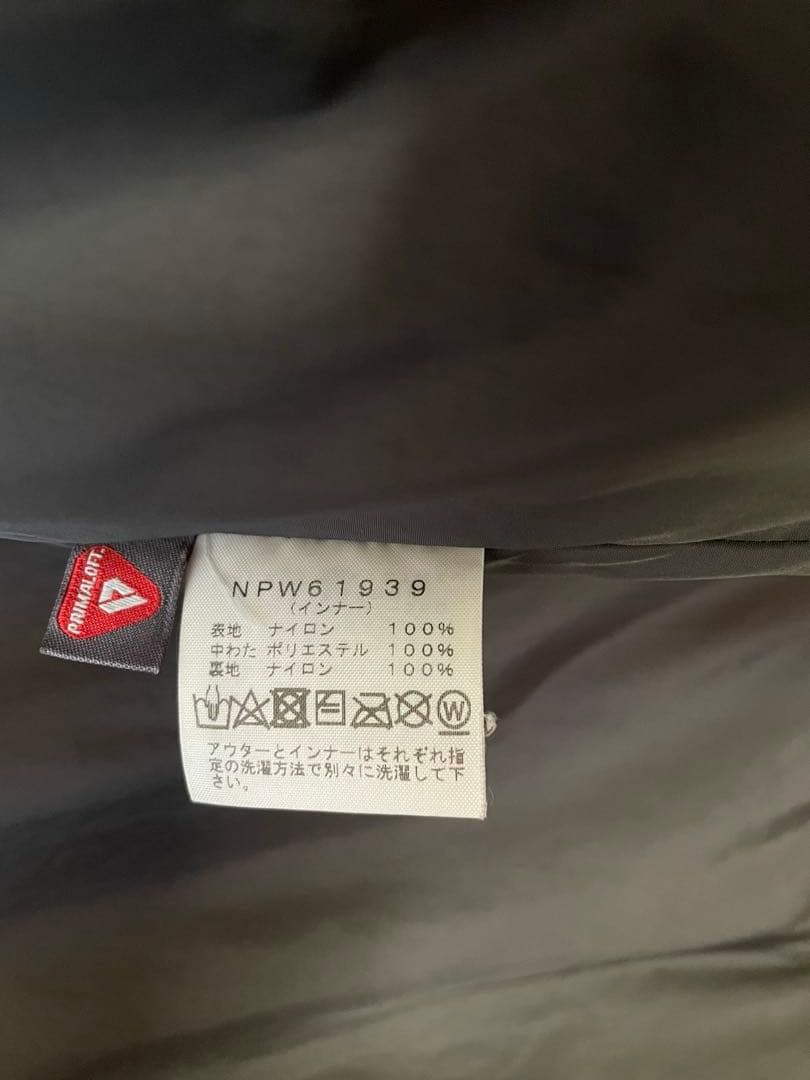 PRIMALOFT
NPW61939
(インナー)
表地 ナイロン 100%
中わた ポリエステル 100%
裏地 ナイロン 100%
W
アウターとインナーはそれぞれ指
定の洗濯方法で別々に洗濯して下
さい。